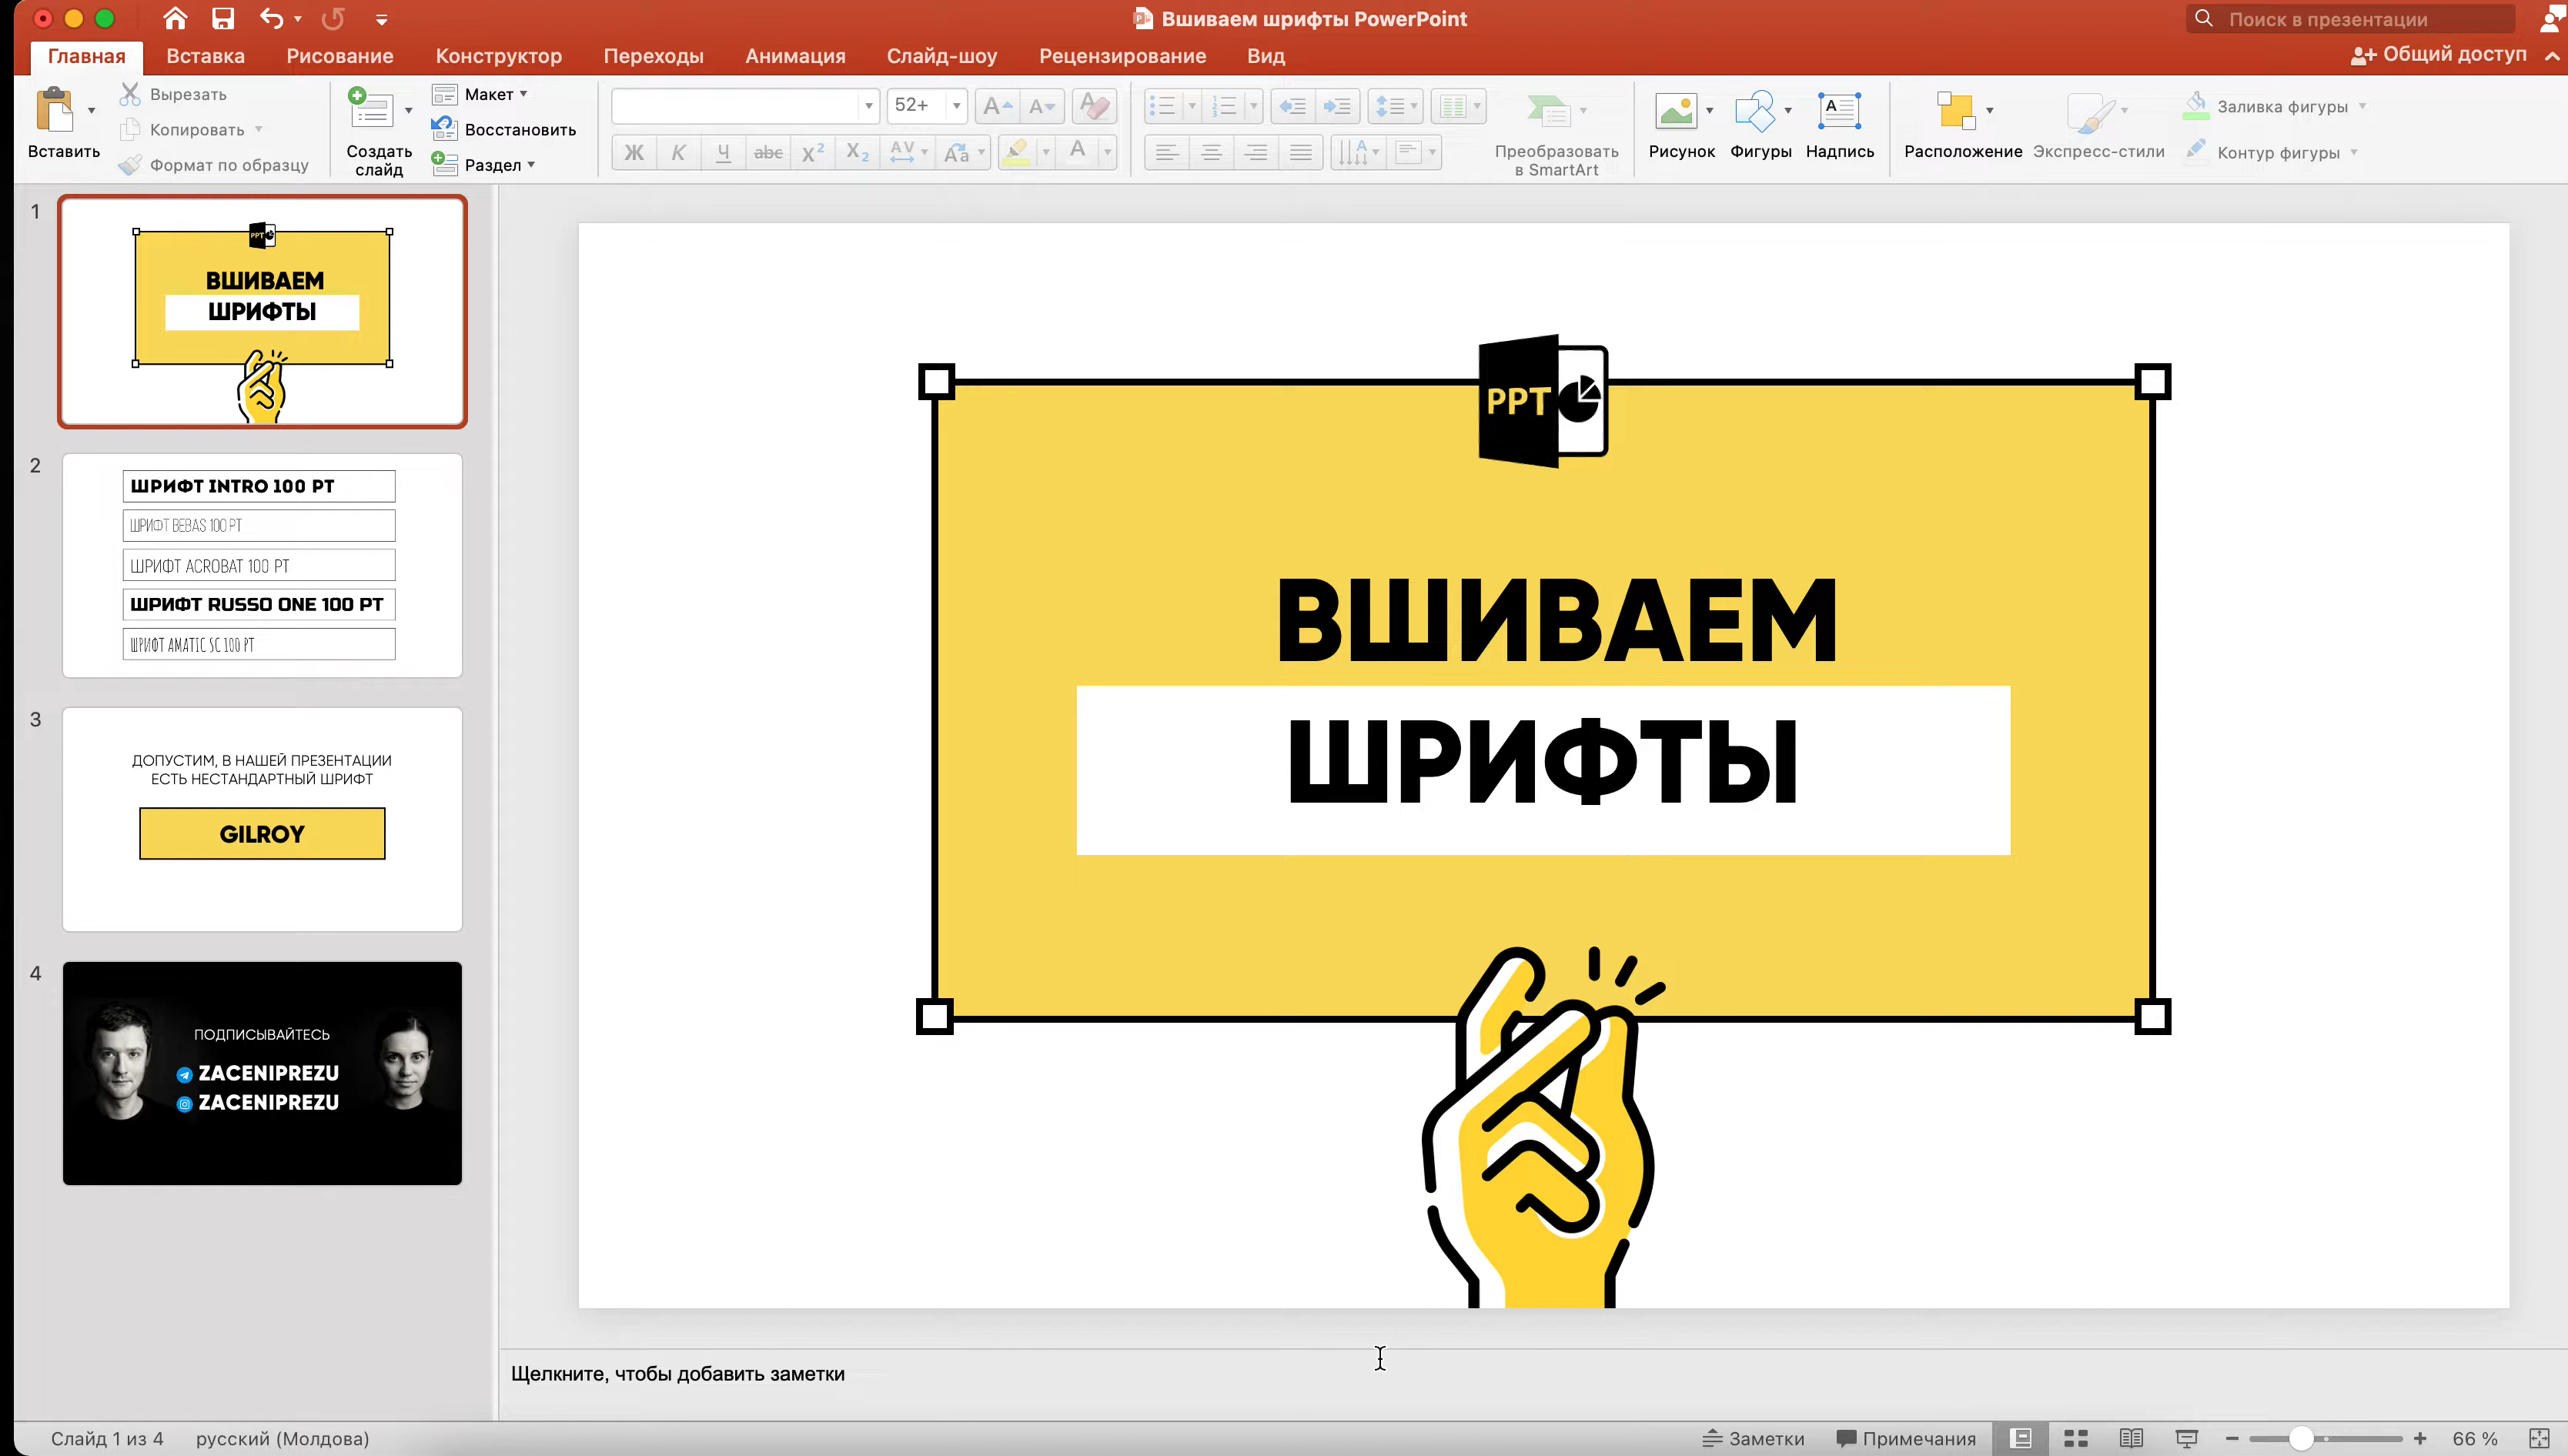 Вшиваем шрифты PowerPoint
Поиск в презентации
Главная Вставка Рисование Конструктор Переходы Анимация Слайд-шоу Рецензирование Вид Общий доступ
Вставить
Вырезать
Копировать
Формат по образцу
Создать
слайд
Макет
Восстановить
Раздел
52+
Ж К Ч abc X² X₂ AV Aa A
Преобразовать
в SmartArt
Рисунок
Фигуры
Надпись
Расположение
Экспресс-стили
Заливка фигуры
Контур фигуры
1
PPT
ВШИВАЕМ
ШРИФТЫ
2
ШРИФТ INTRO 100 PT
ШРИФТ BEBAS 100 PT
ШРИФТ ACROBAT 100 PT
ШРИФТ RUSSO ONE 100 PT
ШРИФТ AMATIC SC 100 PT
3
ДОПУСТИМ, В НАШЕЙ ПРЕЗЕНТАЦИИ
ЕСТЬ НЕСТАНДАРТНЫЙ ШРИФТ
GILROY
4
ПОДПИСЫВАЙТЕСЬ
ZACENIPREZU
ZACENIPREZU
PPT
ВШИВАЕМ
ШРИФТЫ
Щелкните, чтобы добавить заметки
Слайд 1 из 4 русский (Молдова) Заметки Примечания 66 %